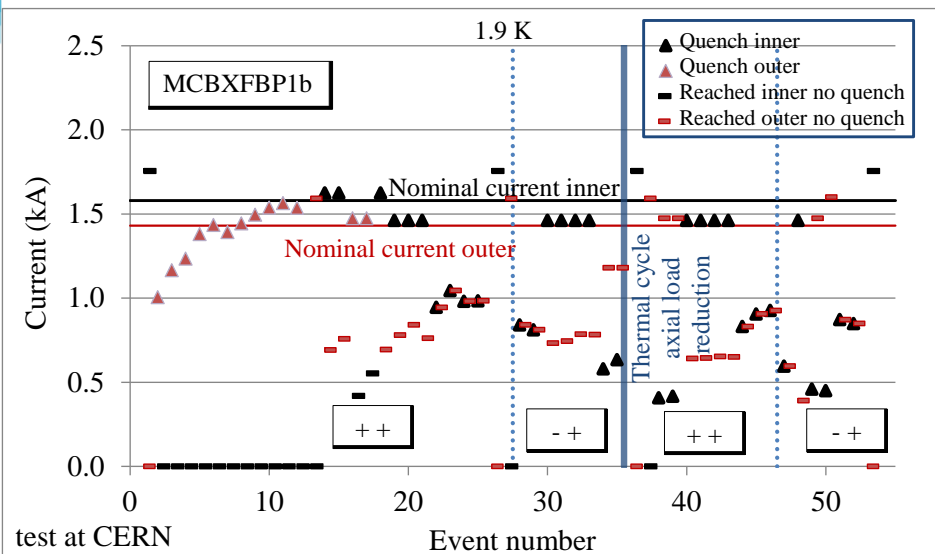 1.9 K
2.5
2.0
1.5
1.0
0.5
0.0
Current (kA)
MCBXFBP1b
Quench inner
Quench outer
Reached inner no quench
Reached outer no quench
Nominal current inner
Nominal current outer
Thermal cycle
axial load
reduction
+ +
- +
+ +
- +
0
10
20
30
40
50
test at CERN
Event number